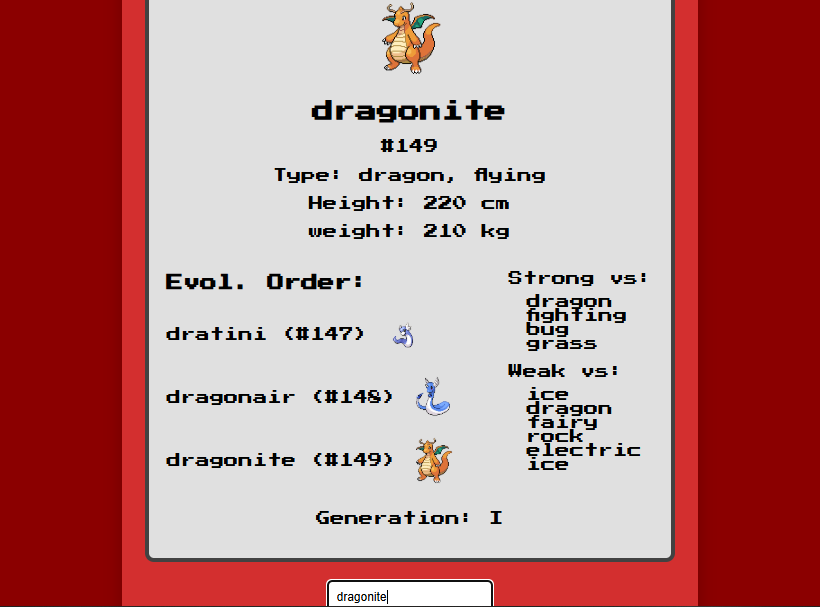 dragonite
#149
Type: dragon, flying
Height: 220 cm
weight: 210 kg
Evol. Order:
dratini (#147)
dragonair (#148)
dragonite (#149)
Strong vs:
dragon
fighting
bug
grass
Weak vs:
ice
dragon
fairy
rock
electric
ice
Generation: I
dragonite